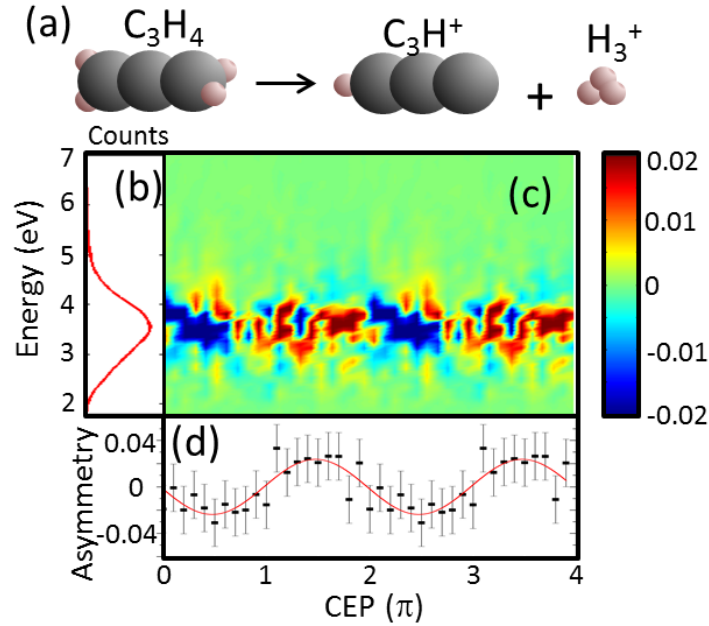 (a) C₃H₄ C₃H⁺ + H₃⁺
Counts
(b) (c)
7
6
5
4
3
2
Energy (eV)
0.02
0.01
0
-0.01
-0.02
(d)
0.04
0
-0.04
Asymmetry
0 1 2 3 4
CEP (π)